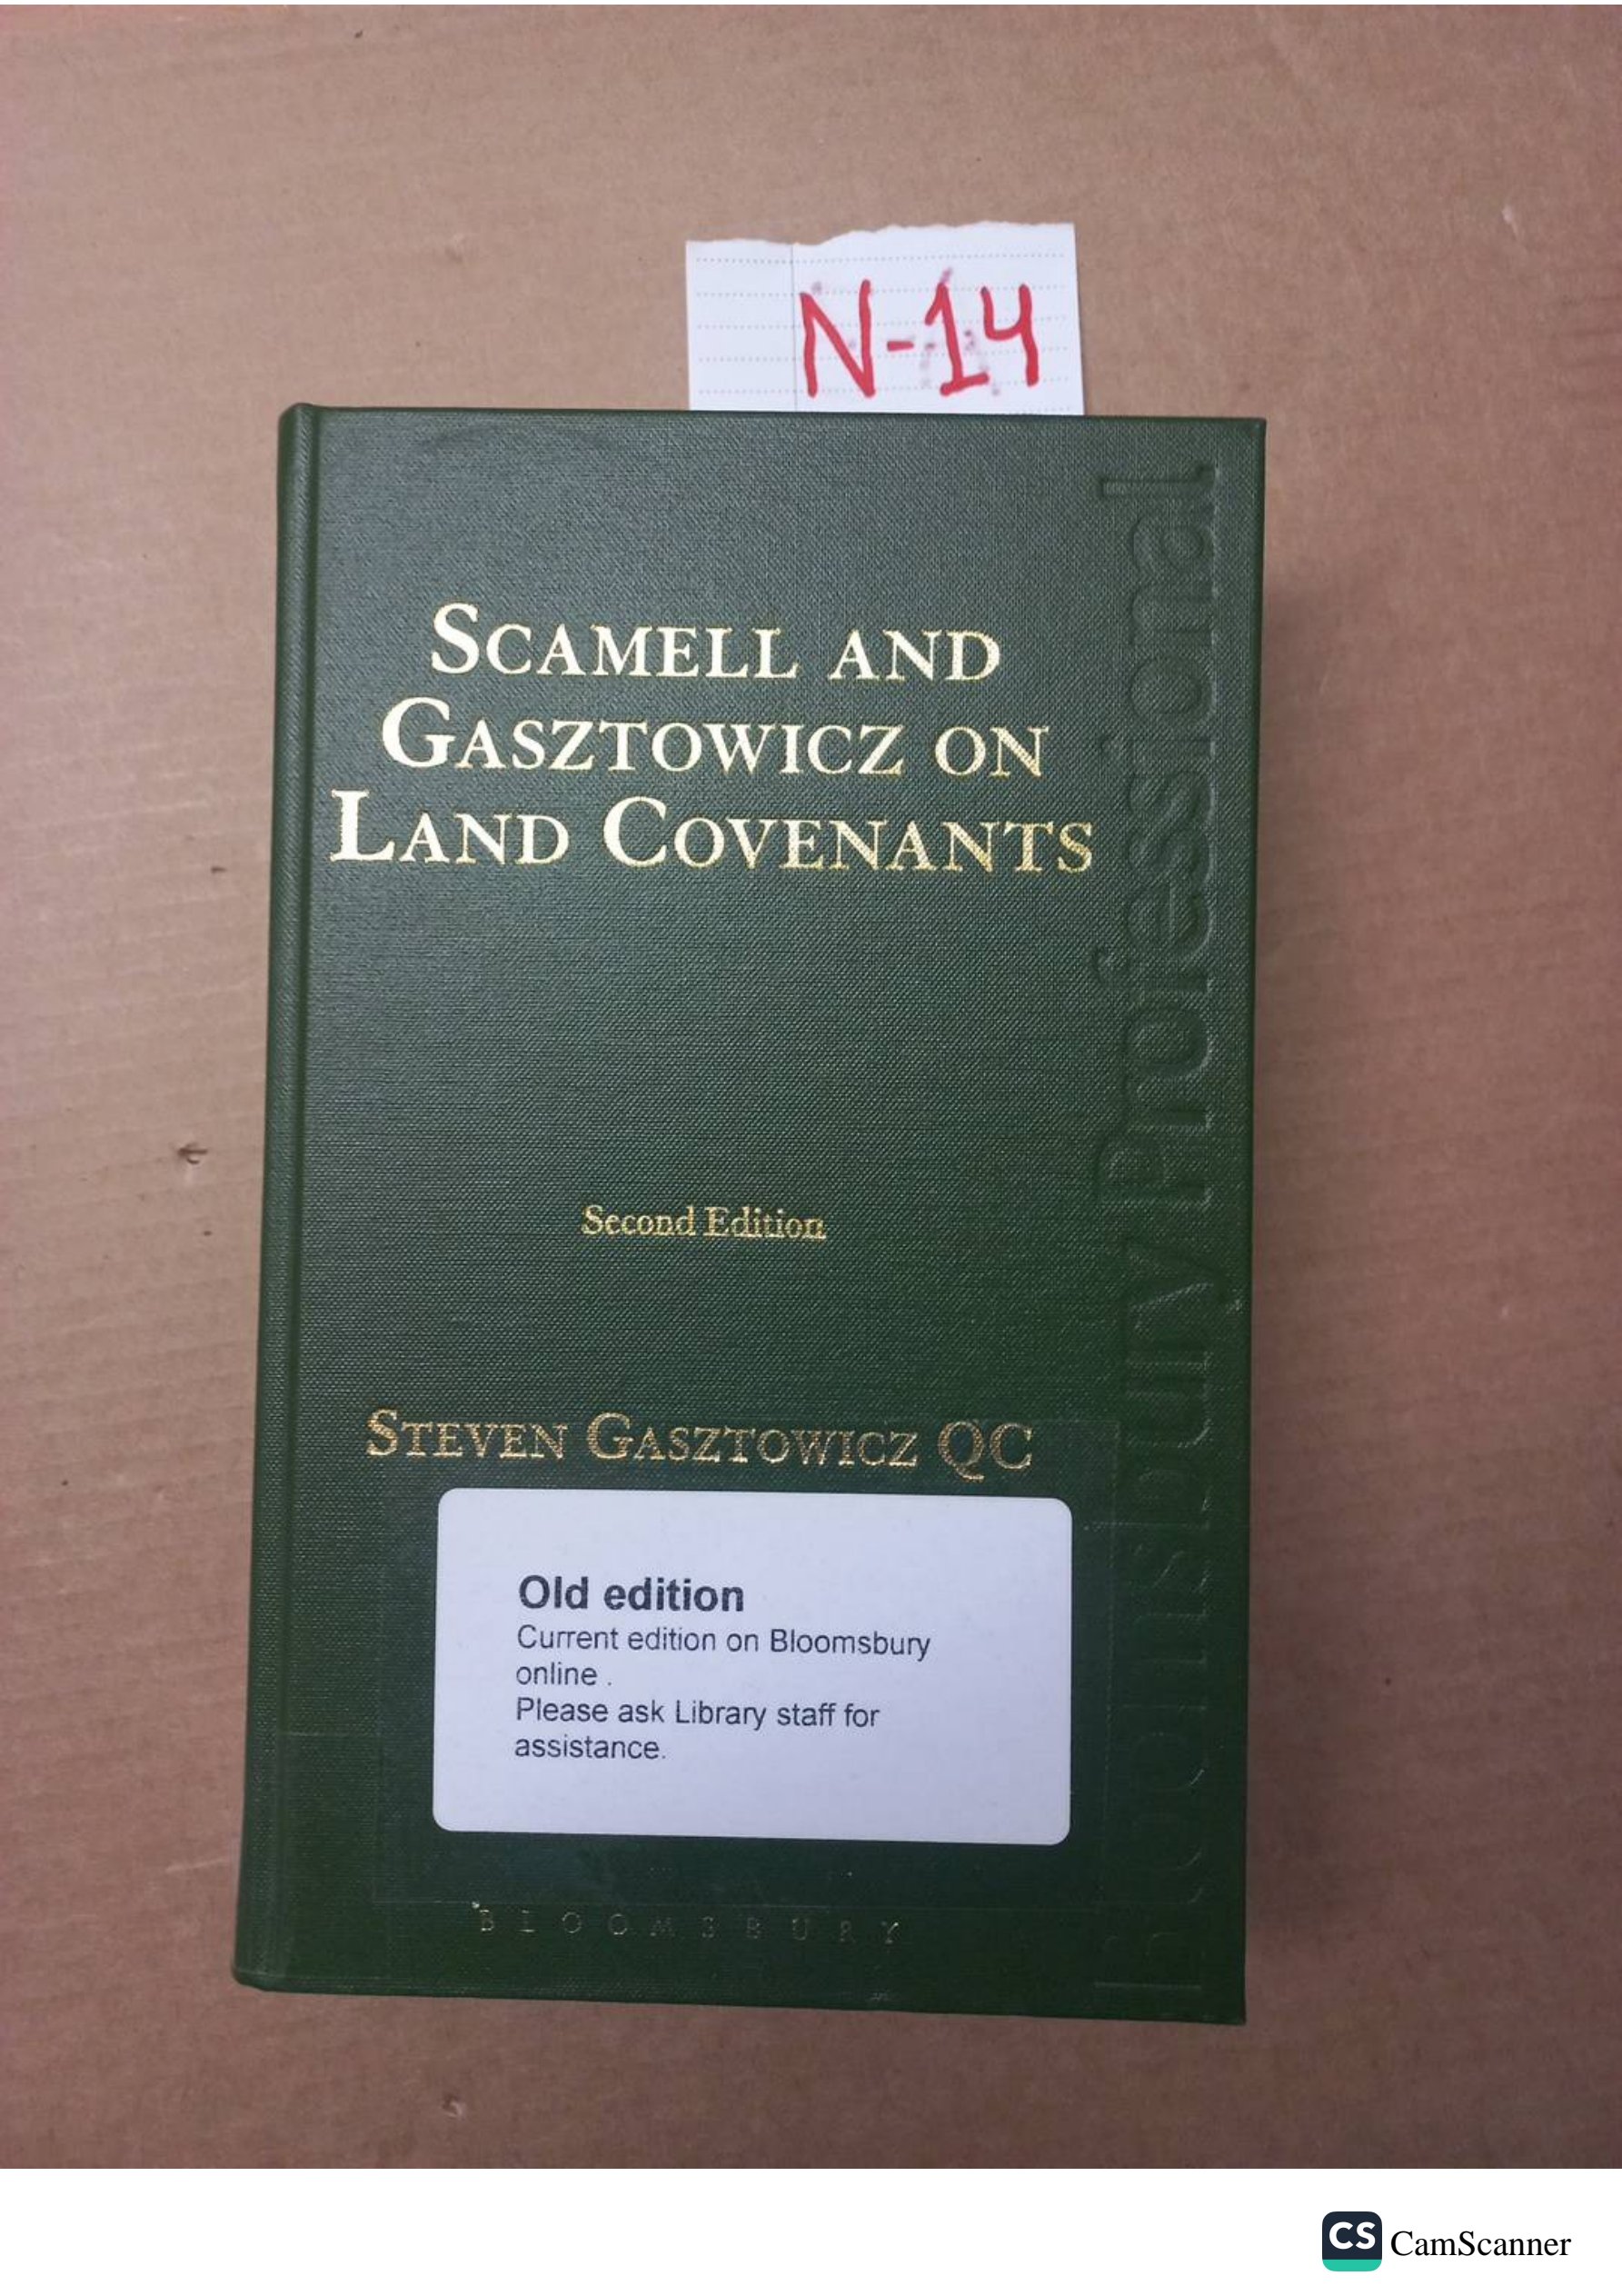 N-14
SCAMELL AND
GASZTOWICZ ON
LAND COVENANTS
Second Edition
STEVEN GASZTOWICZ QC
Old edition
Current edition on Bloomsbury
online .
Please ask Library staff for
assistance.
BLOOMSBURY
Bloomsbury Professional
CS CamScanner